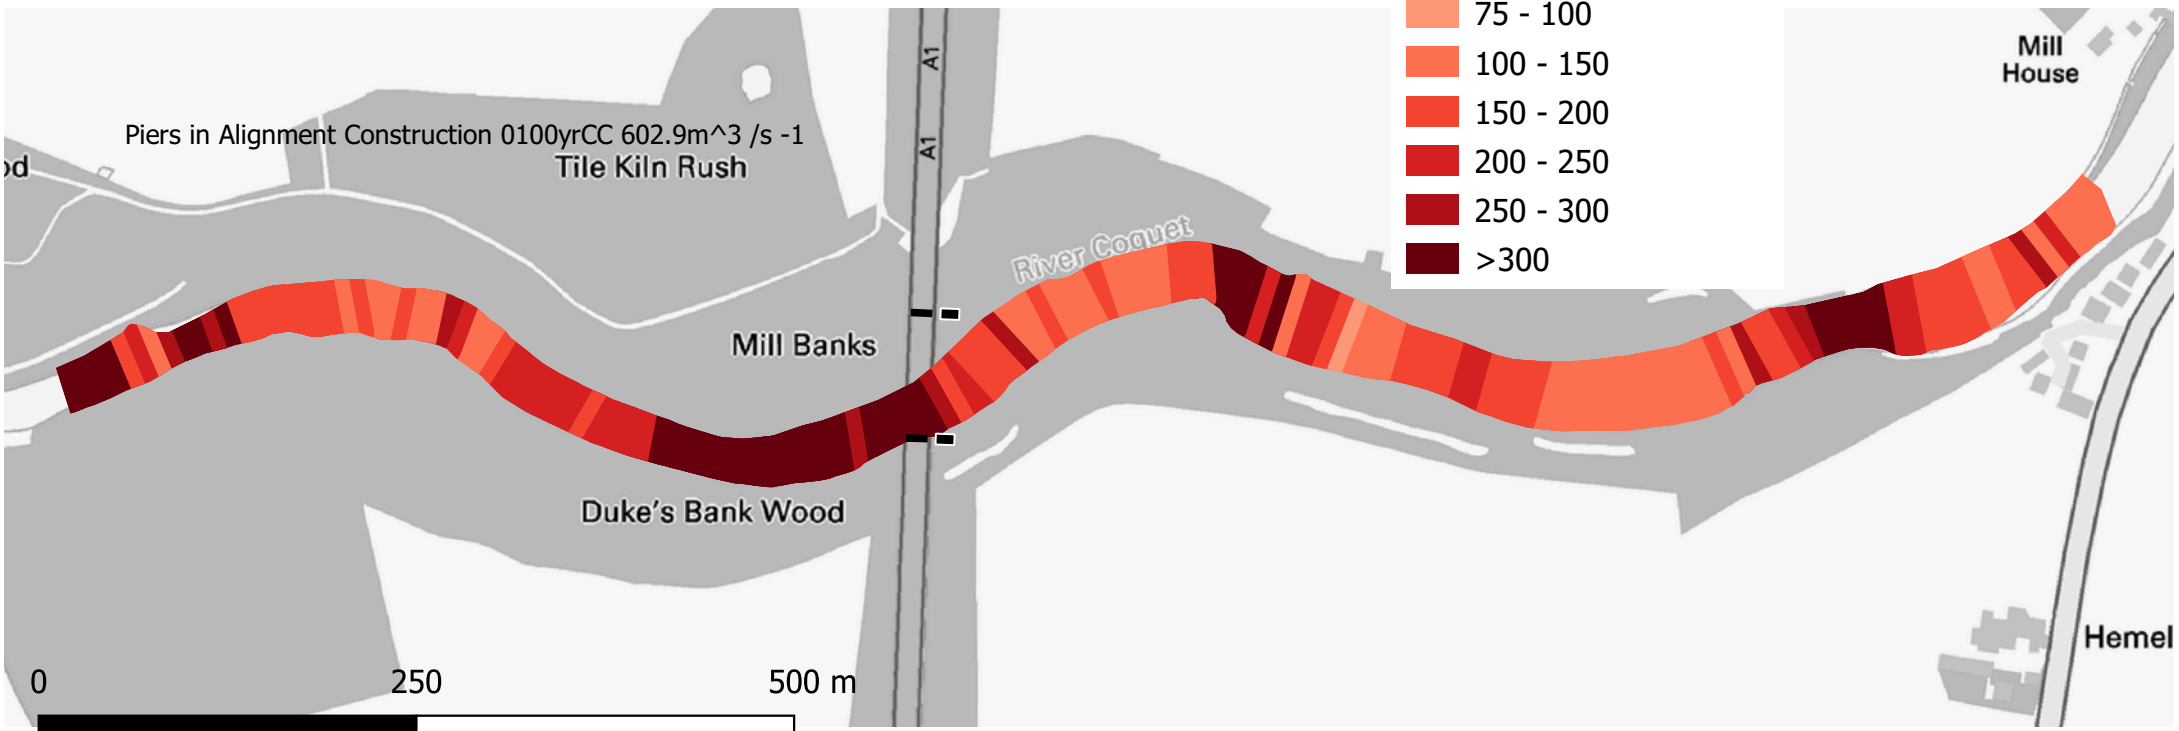 75 - 100
100 - 150
150 - 200
200 - 250
250 - 300
>300
Mill
House
A1
A1
Piers in Alignment Construction 0100yrCC 602.9m^3 /s -1
Tile Kiln Rush
od
River Coquet
Mill Banks
Duke's Bank Wood
Hemel
0 250 500 m